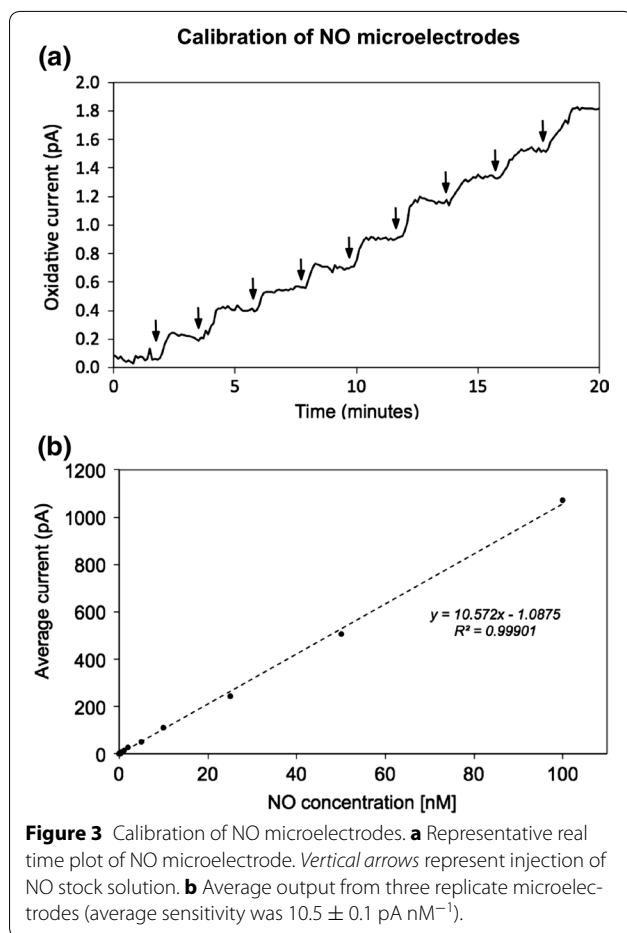 Calibration of NO microelectrodes
(a)
2.0
1.8
1.6
1.4
1.2
1.0
0.8
0.6
0.4
0.2
0.0
Oxidative current (pA)
0 5 10 15 20
Time (minutes)
(b)
1200
1000
800
600
400
200
0
Average current (pA)
y = 10.572x - 1.0875
R² = 0.99901
0 20 40 60 80 100
NO concentration [nM]
Figure 3 Calibration of NO microelectrodes. a Representative real
time plot of NO microelectrode. Vertical arrows represent injection of
NO stock solution. b Average output from three replicate microelec-
trodes (average sensitivity was 10.5 ± 0.1 pA nM⁻¹).